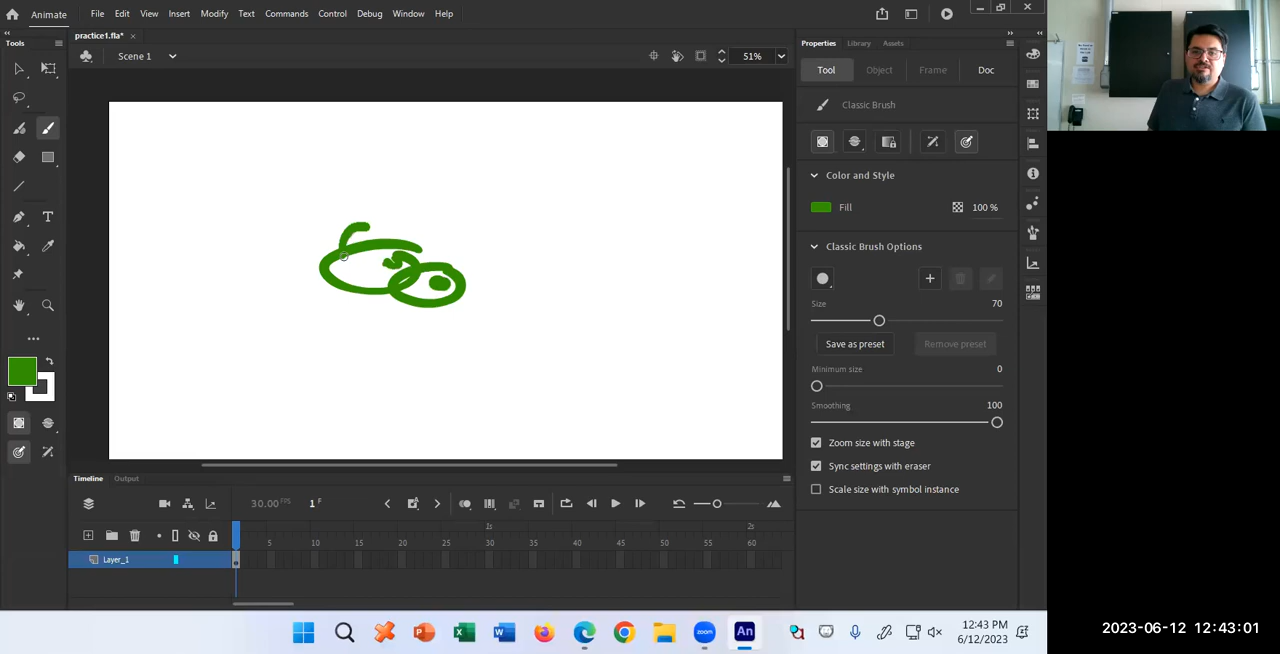 Animate File Edit View Insert Modify Text Commands Control Debug Window Help
practice1.fla*
Tools
Scene 1
51%
Properties Library Assets
Tool Object Frame Doc
Classic Brush
Color and Style
Fill 100 %
Classic Brush Options
Size 70
Save as preset Remove preset
Minimum size 0
Smoothing 100
Zoom size with stage
Sync settings with eraser
Scale size with symbol instance
Timeline Output
30.00 FPS 1 F
1s 2s
5 10 15 20 25 30 35 40 45 50 55 60
Layer_1
zoom
An
12:43 PM
6/12/2023
2023-06-12 12:43:01